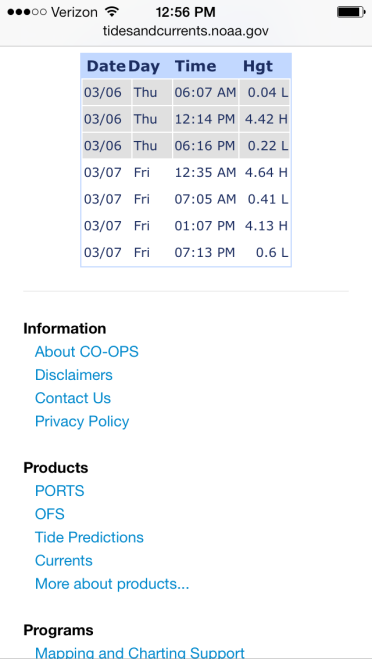 Verizon 12:56 PM
tidesandcurrents.noaa.gov
Date Day Time Hgt
03/06 Thu 06:07 AM 0.04 L
03/06 Thu 12:14 PM 4.42 H
03/06 Thu 06:16 PM 0.22 L
03/07 Fri 12:35 AM 4.64 H
03/07 Fri 07:05 AM 0.41 L
03/07 Fri 01:07 PM 4.13 H
03/07 Fri 07:13 PM 0.6 L
Information
About CO-OPS
Disclaimers
Contact Us
Privacy Policy
Products
PORTS
OFS
Tide Predictions
Currents
More about products...
Programs
Mapping and Charting Support